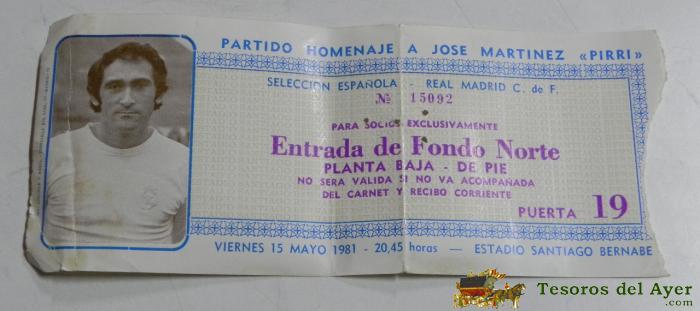 PARTIDO HOMENAJE A JOSE MARTINEZ «PIRRI»
SELECCION ESPAÑOLA - REAL MADRID C. de F.
Nº 15092
PARA SOCIOS EXCLUSIVAMENTE
Entrada de Fondo Norte
PLANTA BAJA - DE PIE
NO SERA VALIDA SI NO VA ACOMPAÑADA
DEL CARNET Y RECIBO CORRIENTE
PUERTA 19
VIERNES 15 MAYO 1981 - 20,45 horas — ESTADIO SANTIAGO BERNABE
Tesoros del Ayer
.com